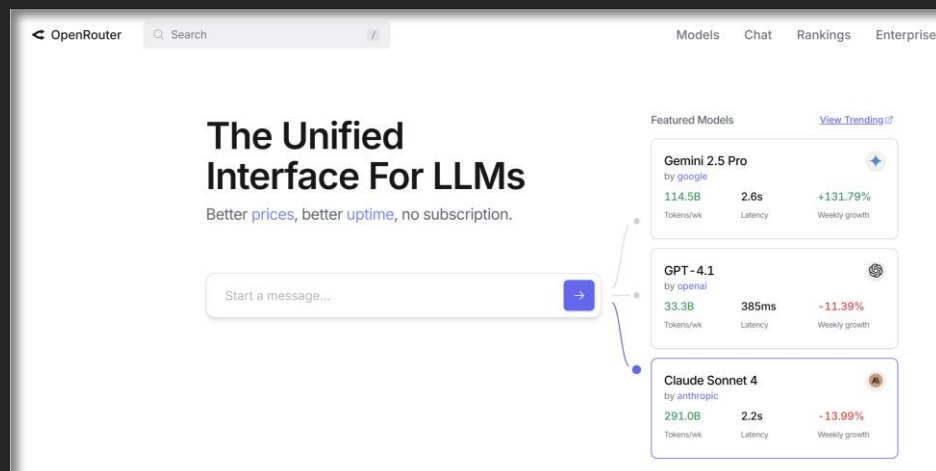 OpenRouter
Search
/
Models
Chat
Rankings
Enterprise
The Unified
Interface For LLMs
Better prices, better uptime, no subscription.
Start a message...
Featured Models
View Trending
Gemini 2.5 Pro
by google
114.5B 2.6s +131.79%
Tokens/wk Latency Weekly growth
GPT-4.1
by openai
33.3B 385ms -11.39%
Tokens/wk Latency Weekly growth
Claude Sonnet 4
by anthropic
291.0B 2.2s -13.99%
Tokens/wk Latency Weekly growth